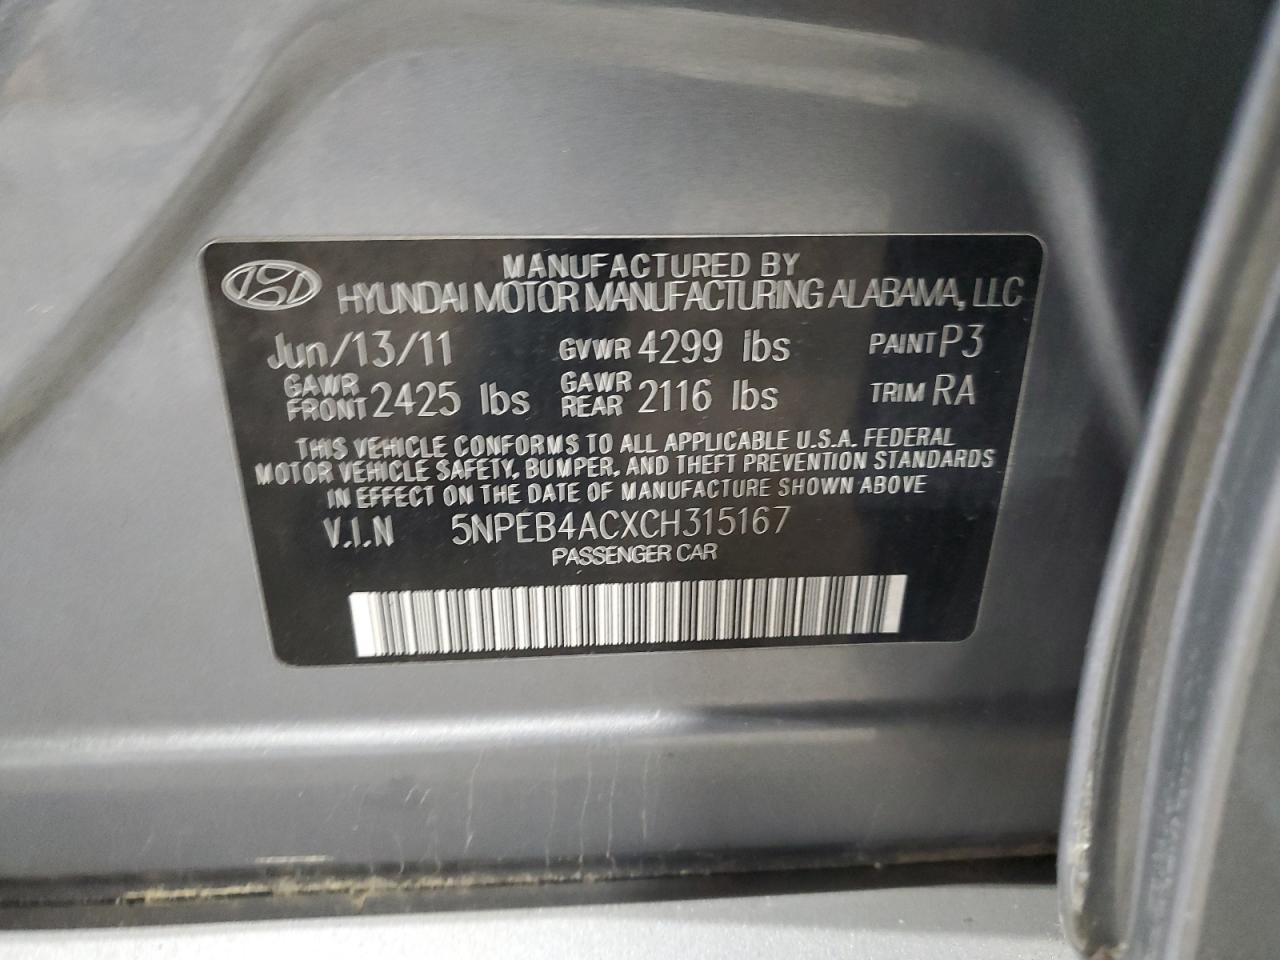 MANUFACTURED BY
HYUNDAI MOTOR MANUFACTURING ALABAMA, LLC
Jun/13/11 GVWR 4299 lbs PAINT P3
GAWR FRONT 2425 lbs GAWR REAR 2116 lbs TRIM RA
THIS VEHICLE CONFORMS TO ALL APPLICABLE U.S.A. FEDERAL
MOTOR VEHICLE SAFETY, BUMPER, AND THEFT PREVENTION STANDARDS
IN EFFECT ON THE DATE OF MANUFACTURE SHOWN ABOVE
V.I.N 5NPEB4ACXCH315167
PASSENGER CAR